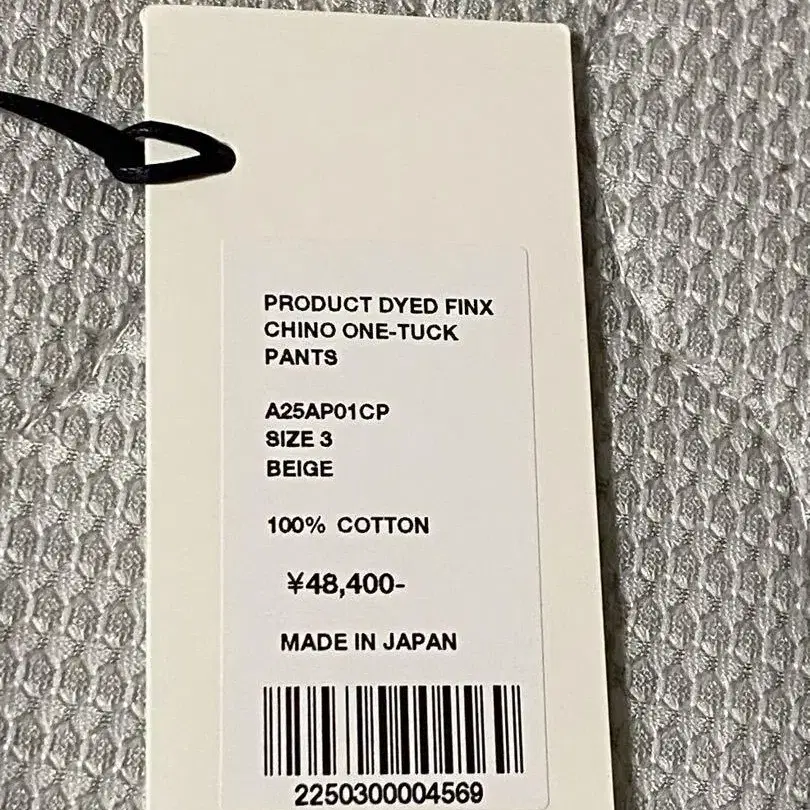 PRODUCT DYED FINX
CHINO ONE-TUCK
PANTS
A25AP01CP
SIZE 3
BEIGE
100% COTTON
¥48,400-
MADE IN JAPAN
2250300004569